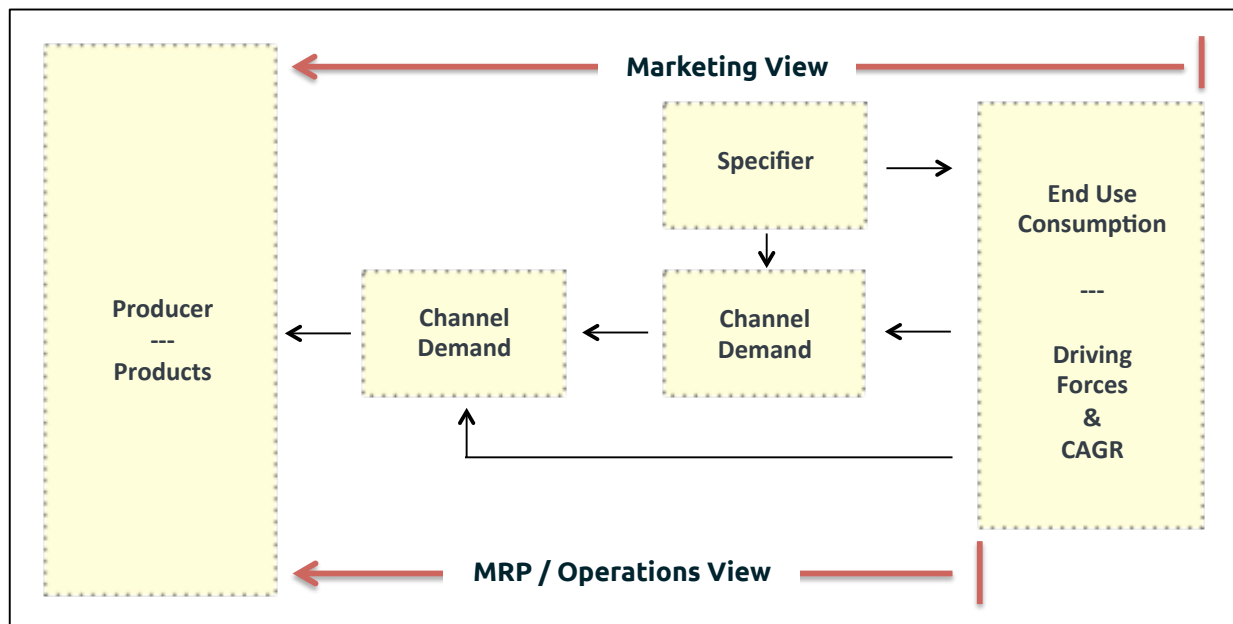 Marketing View
Specifier
End Use
Consumption
---
Driving
Forces
&
CAGR
Producer
---
Products
Channel
Demand
Channel
Demand
MRP / Operations View